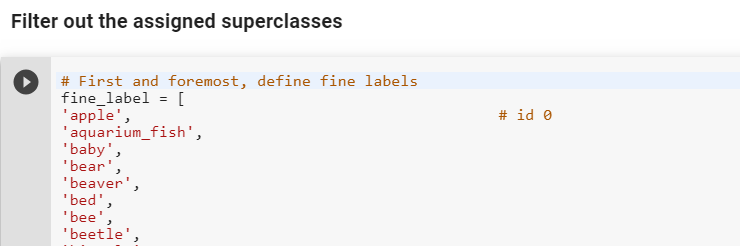 Filter out the assigned superclasses
# First and foremost, define fine labels
fine_label = [
'apple', # id 0
'aquarium_fish',
'baby',
'bear',
'beaver',
'bed',
'bee',
'beetle',